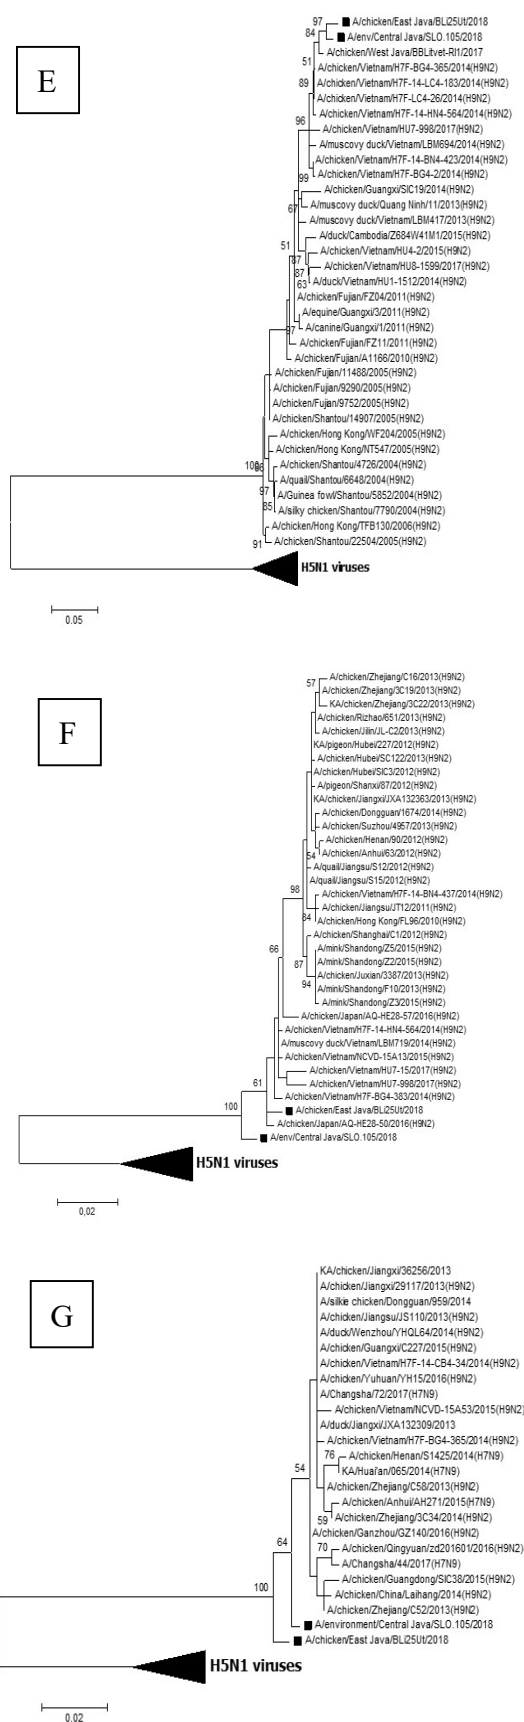 E
97
A/chicken/East Java/BLi25Ut/2018
84
A/env/Central Java/SLO.105/2018
A/chicken/West Java/BBLitvet-RI1/2017
51
A/chicken/Vietnam/H7F-BG4-365/2014(H9N2)
89
A/chicken/Vietnam/H7F-14-LC4-183/2014(H9N2)
A/chicken/Vietnam/H7F-LC4-26/2014(H9N2)
A/chicken/Vietnam/H7F-14-HN4-564/2014(H9N2)
96
A/chicken/Vietnam/HU7-998/2017(H9N2)
A/muscovy duck/Vietnam/LBM694/2014(H9N2)
A/chicken/Vietnam/H7F-14-BN4-423/2014(H9N2)
99
A/chicken/Vietnam/H7F-BG4-2/2014(H9N2)
A/chicken/Guangxi/SIC19/2014(H9N2)
67
A/muscovy duck/Quang Ninh/11/2013(H9N2)
A/muscovy duck/Vietnam/LBM417/2013(H9N2)
A/duck/Cambodia/Z684W41M1/2015(H9N2)
51
A/chicken/Vietnam/HU4-2/2015(H9N2)
87
A/chicken/Vietnam/HU8-1599/2017(H9N2)
87
A/duck/Vietnam/HU1-1512/2014(H9N2)
63
A/chicken/Fujian/FZ04/2011(H9N2)
A/equine/Guangxi/3/2011(H9N2)
97
A/canine/Guangxi/1/2011(H9N2)
A/chicken/Fujian/FZ11/2011(H9N2)
A/chicken/Fujian/A1166/2010(H9N2)
A/chicken/Fujian/11488/2005(H9N2)
A/chicken/Fujian/9290/2005(H9N2)
A/chicken/Fujian/9752/2005(H9N2)
A/chicken/Shantou/14907/2005(H9N2)
A/chicken/Hong Kong/WF204/2005(H9N2)
A/chicken/Hong Kong/NT547/2005(H9N2)
100
A/chicken/Shantou/4726/2004(H9N2)
A/quail/Shantou/6648/2004(H9N2)
97
A/Guinea fowl/Shantou/5852/2004(H9N2)
85
A/silky chicken/Shantou/7790/2004(H9N2)
A/chicken/Hong Kong/TFB130/2006(H9N2)
91
A/chicken/Shantou/22504/2005(H9N2)
H5N1 viruses
0.05
F
57
A/chicken/Zhejiang/C16/2013(H9N2)
A/chicken/Zhejiang/3C19/2013(H9N2)
KA/chicken/Zhejiang/3C22/2013(H9N2)
A/chicken/Rizhao/651/2013(H9N2)
A/chicken/Jilin/JL-C2/2013(H9N2)
KA/pigeon/Hubei/227/2012(H9N2)
A/chicken/Hubei/SC122/2013(H9N2)
A/chicken/Hubei/SIC3/2012(H9N2)
A/pigeon/Shanxi/87/2012(H9N2)
KA/chicken/Jiangxi/JXA132363/2013(H9N2)
A/chicken/Dongguan/1674/2014(H9N2)
A/chicken/Suzhou/4957/2013(H9N2)
A/chicken/Henan/90/2012(H9N2)
54
A/chicken/Anhui/63/2012(H9N2)
A/quail/Jiangsu/S12/2012(H9N2)
A/quail/Jiangsu/S15/2012(H9N2)
98
A/chicken/Vietnam/H7F-14-BN4-437/2014(H9N2)
A/chicken/Jiangsu/JT12/2011(H9N2)
84
A/chicken/Hong Kong/FL96/2010(H9N2)
A/chicken/Shanghai/C1/2012(H9N2)
66
A/mink/Shandong/Z5/2015(H9N2)
87
A/mink/Shandong/Z2/2015(H9N2)
A/chicken/Juxian/3387/2013(H9N2)
94
A/mink/Shandong/F10/2013(H9N2)
A/mink/Shandong/Z3/2015(H9N2)
A/chicken/Japan/AQ-HE28-57/2016(H9N2)
A/chicken/Vietnam/H7F-14-HN4-564/2014(H9N2)
A/muscovy duck/Vietnam/LBM719/2014(H9N2)
A/chicken/Vietnam/NCVD-15A13/2015(H9N2)
A/chicken/Vietnam/HU7-15/2017(H9N2)
61
A/chicken/Vietnam/HU7-998/2017(H9N2)
A/chicken/Vietnam/H7F-BG4-383/2014(H9N2)
100
A/chicken/East Java/BLi25Ut/2018
A/chicken/Japan/AQ-HE28-50/2016(H9N2)
A/env/Central Java/SLO.105/2018
H5N1 viruses
0,02
G
KA/chicken/Jiangxi/36256/2013
A/chicken/Jiangxi/29117/2013(H9N2)
A/silkie chicken/Dongguan/959/2014
A/chicken/Jiangsu/JS110/2013(H9N2)
A/duck/Wenzhou/YHQL64/2014(H9N2)
A/chicken/Guangxi/C227/2015(H9N2)
A/chicken/Vietnam/H7F-14-CB4-34/2014(H9N2)
A/chicken/Yuhuan/YH15/2016(H9N2)
A/Changsha/72/2017(H7N9)
A/chicken/Vietnam/NCVD-15A53/2015(H9N2)
A/duck/Jiangxi/JXA132309/2013
A/chicken/Vietnam/H7F-BG4-365/2014(H9N2)
76
A/chicken/Henan/S1425/2014(H7N9)
54
KA/Huai'an/065/2014(H7N9)
A/chicken/Zhejiang/C58/2013(H9N2)
A/chicken/Anhui/AH271/2015(H7N9)
59
A/chicken/Zhejiang/3C34/2014(H9N2)
A/chicken/Ganzhou/GZ140/2016(H9N2)
64
70
A/chicken/Qingyuan/zd201601/2016(H9N2)
A/Changsha/44/2017(H7N9)
A/chicken/Guangdong/SIC38/2015(H9N2)
100
A/chicken/China/Laihang/2014(H9N2)
A/chicken/Zhejiang/C52/2013(H9N2)
A/environment/Central Java/SLO.105/2018
A/chicken/East Java/BLi25Ut/2018
H5N1 viruses
0.02